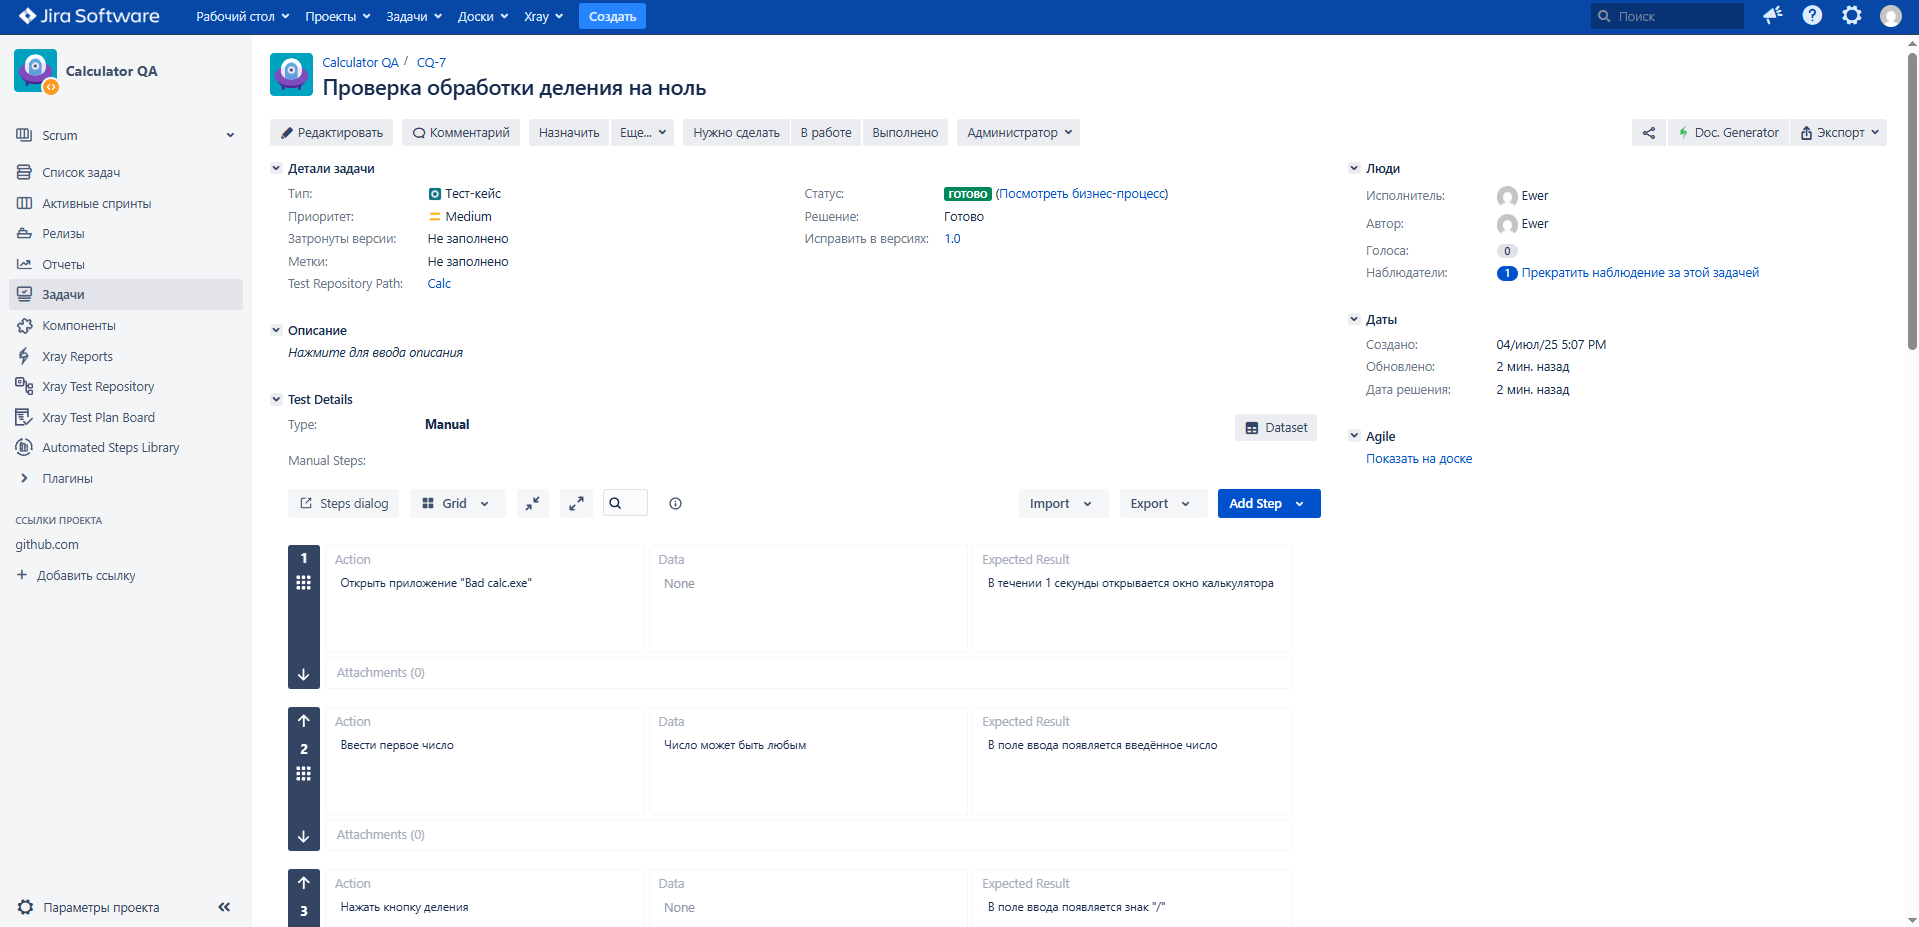 Jira Software
Рабочий стол Проекты Задачи Доски Xray Создать Поиск
Calculator QA
Scrum
Список задач
Активные спринты
Релизы
Отчеты
Задачи
Компоненты
Xray Reports
Xray Test Repository
Xray Test Plan Board
Automated Steps Library
Плагины
ССЫЛКИ ПРОЕКТА
github.com
+ Добавить ссылку
Параметры проекта
Calculator QA / CQ-7
Проверка обработки деления на ноль
Редактировать Комментарий Назначить Еще... Нужно сделать В работе Выполнено Администратор Doc. Generator Экспорт
Детали задачи
Тип: Тест-кейс
Приоритет: Medium
Затронуты версии: Не заполнено
Метки: Не заполнено
Test Repository Path: Calc
Статус: ГОТОВО (Посмотреть бизнес-процесс)
Решение: Готово
Исправить в версиях: 1.0
Описание
Нажмите для ввода описания
Test Details
Type: Manual
Dataset
Manual Steps:
Steps dialog Grid Import Export Add Step
1 Action Data Expected Result
Открыть приложение "Bad calc.exe" None В течении 1 секунды открывается окно калькулятора
Attachments (0)
Action Data Expected Result
2 Ввести первое число Число может быть любым В поле ввода появляется введённое число
Attachments (0)
Action Data Expected Result
3 Нажать кнопку деления None В поле ввода появляется знак "/"
Люди
Исполнитель: Ewer
Автор: Ewer
Голоса: 0
Наблюдатели: 1 Прекратить наблюдение за этой задачей
Даты
Создано: 04/июл/25 5:07 PM
Обновлено: 2 мин. назад
Дата решения: 2 мин. назад
Agile
Показать на доске